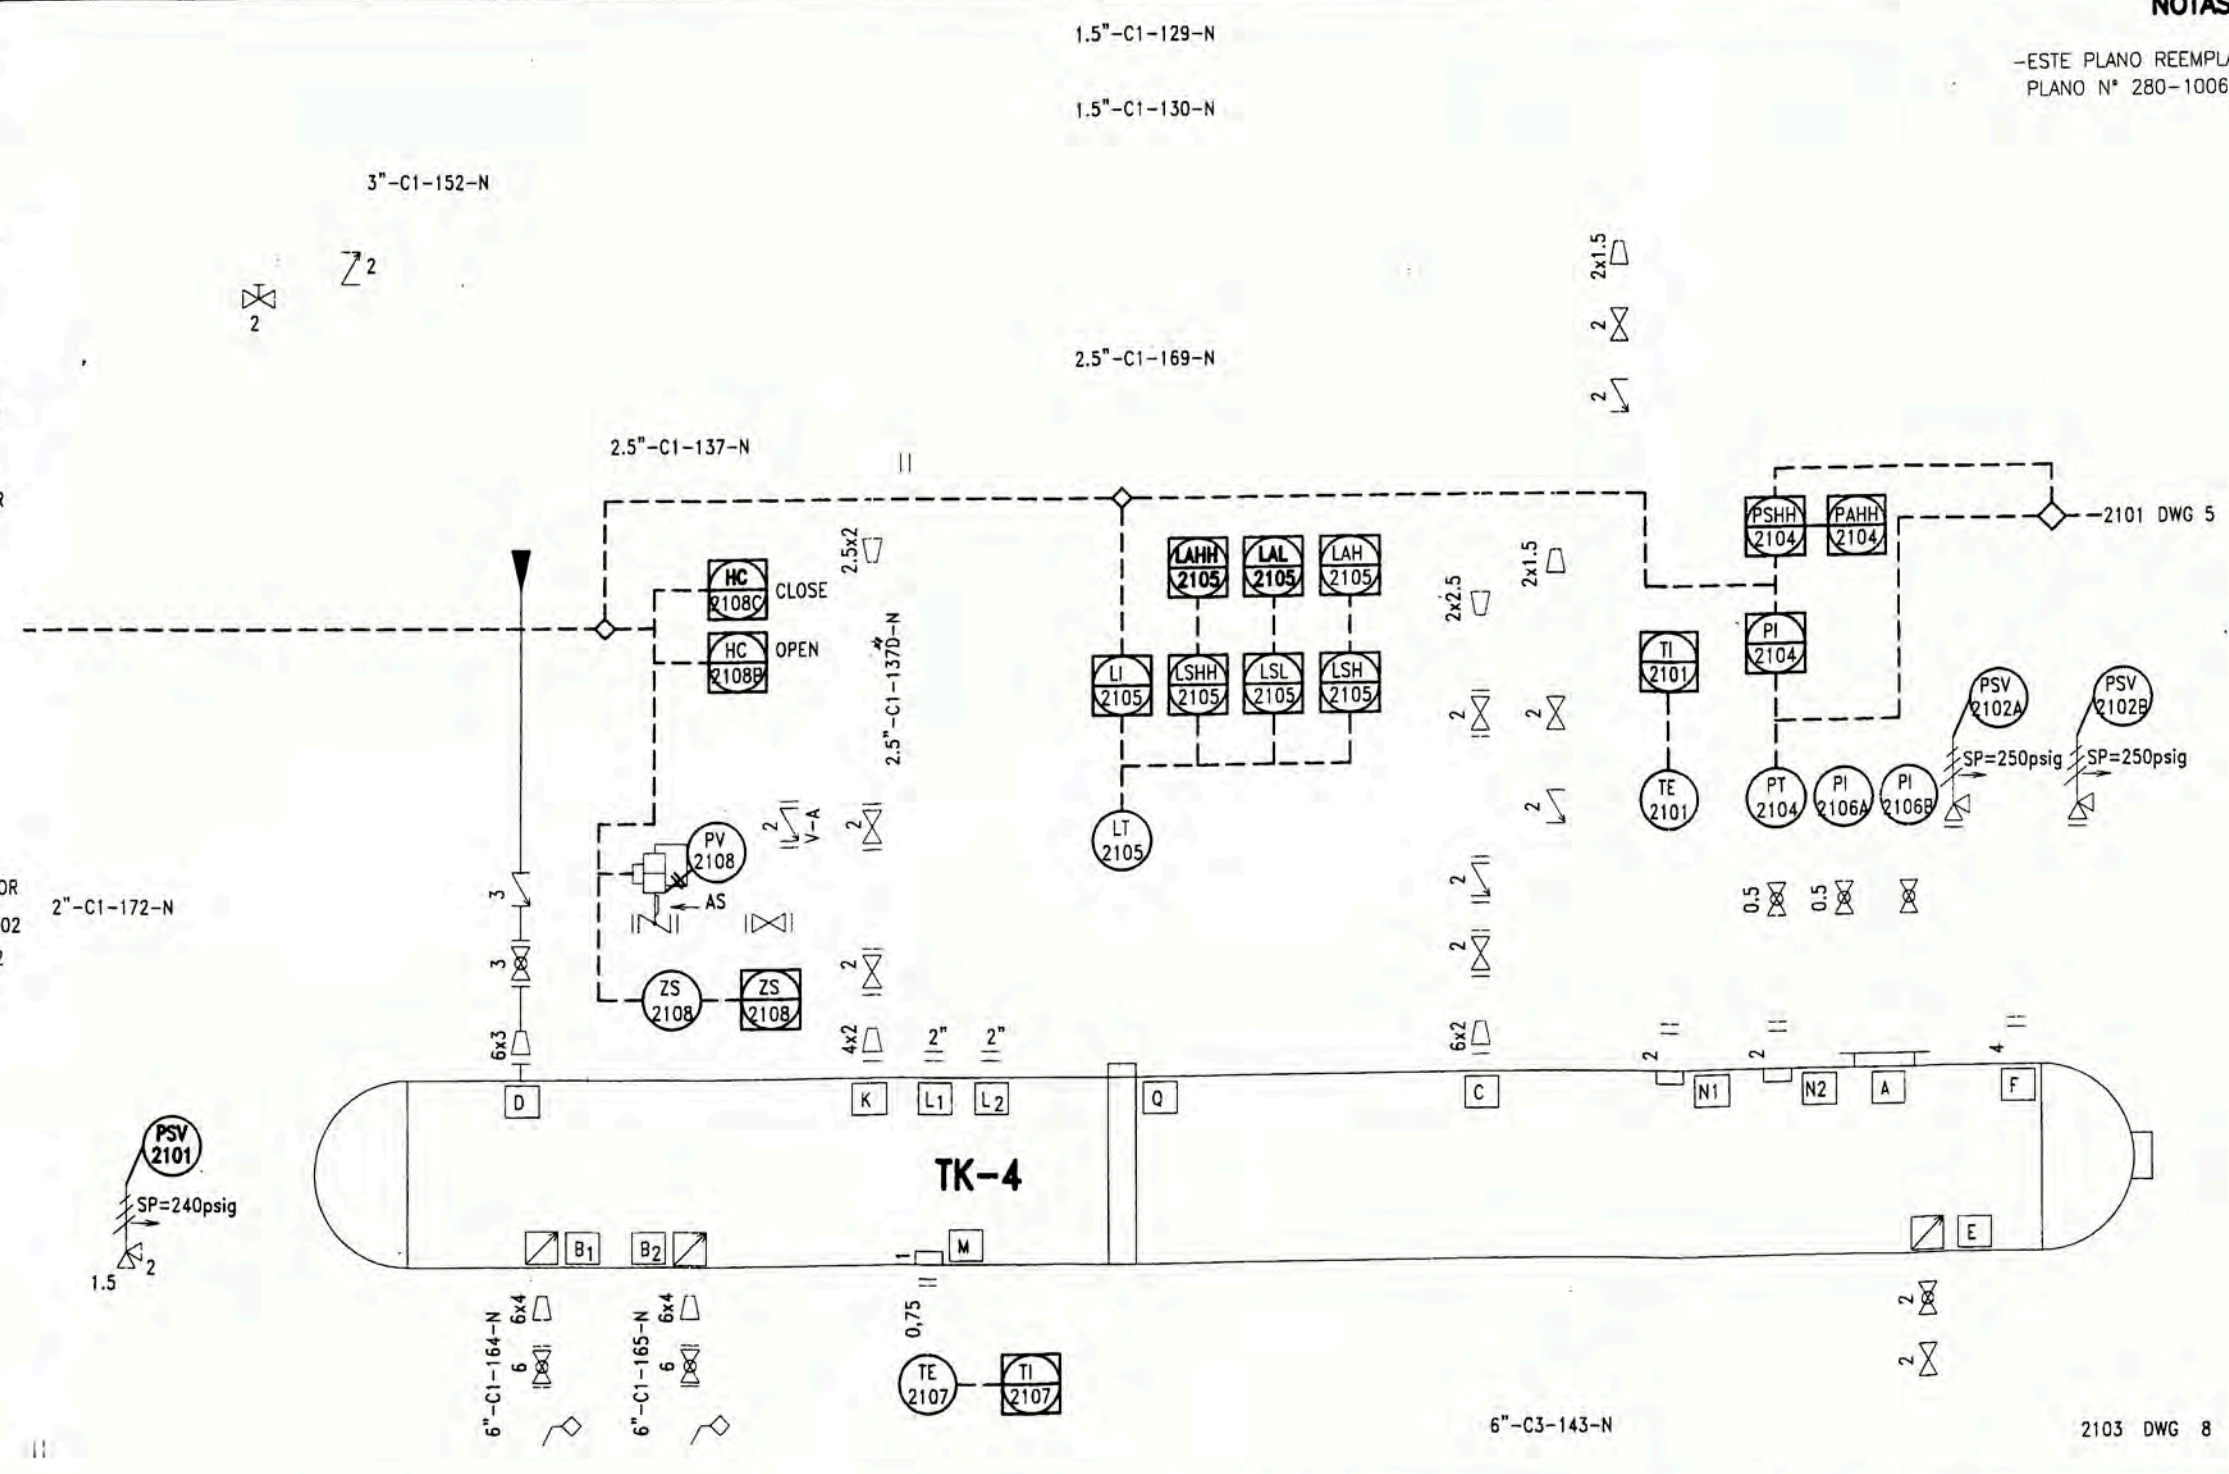 NOTAS
1.5"-C1-129-N
-ESTE PLANO REEMPLA
PLANO N° 280-1006
1.5"-C1-130-N
3"-C1-152-N
2
2
2x1.5
2
2.5"-C1-169-N
2
2.5"-C1-137-N
R
PSHH
2104
PAHH
2104
2101 DWG 5
HC
2108C
CLOSE
HC
2108B
OPEN
2.5x2
2.5"-C1-137D-N
LAHH
2105
LAL
2105
LAH
2105
LI
2105
LSHH
2105
LSL
2105
LSH
2105
LT
2105
2x2.5
2x1.5
2
2
2
TI
2101
PI
2104
PSV
2102A
PSV
2102B
SP=250psig
SP=250psig
TE
2101
PT
2104
PI
2106A
PI
2106B
PV
2108
AS
2
V-A
2
OR
02
2
2"-C1-172-N
3
3
2
2
0.5
0.5
ZS
2108
ZS
2108
2
6x3
4x2
2"
2"
6x2
2
2
4
D
K
L1
L2
Q
C
N1
N2
A
F
PSV
2101
SP=240psig
1.5
2
TK-4
B1
B2
1
M
E
6"-C1-164-N
6x4
6
6"-C1-165-N
6x4
6
0,75
TE
2107
TI
2107
2
2
6"-C3-143-N
2103 DWG 8